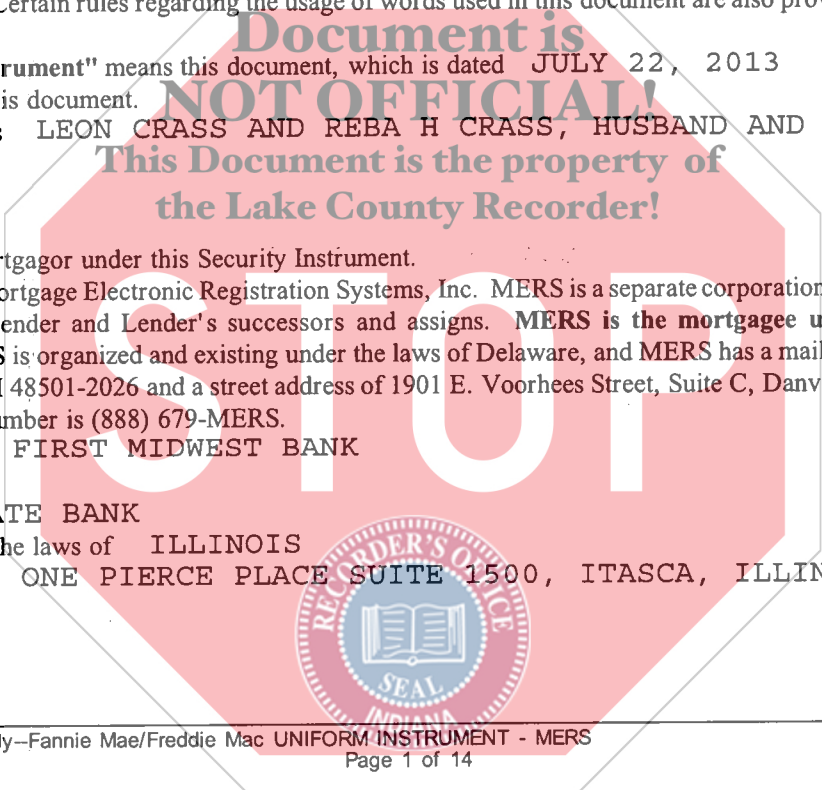 Certain rules regarding the usage of words used in this document are also prov
Document is
rument" means this document, which is dated JULY 22, 2013
is document.
NOT OFFICIAL!
LEON CRASS AND REBA H CRASS, HUSBAND AND
This Document is the property of
the Lake County Recorder!
rtgagor under this Security Instrument.
ortgage Electronic Registration Systems, Inc. MERS is a separate corporation
ender and Lender's successors and assigns. MERS is the mortgagee u
S is organized and existing under the laws of Delaware, and MERS has a mail
I 48501-2026 and a street address of 1901 E. Voorhees Street, Suite C, Danv
mber is (888) 679-MERS.
FIRST MIDWEST BANK
STOP
TE BANK
he laws of ILLINOIS
ONE PIERCE PLACE SUITE 1500, ITASCA, ILLIN
RECORDER'S OFFICE
SEAL
INDIANA
ly--Fannie Mae/Freddie Mac UNIFORM INSTRUMENT - MERS
Page 1 of 14